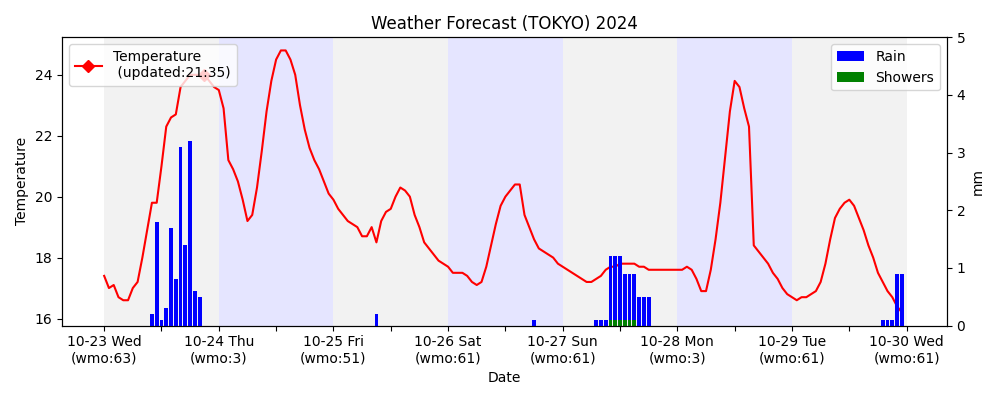 Weather Forecast (TOKYO) 2024
Temperature
(updated:21:35)
Rain
Showers
24
22
20
18
16
Temperature
5
4
3
2
1
0
mm
10-23 Wed
(wmo:63)
10-24 Thu
(wmo:3)
10-25 Fri
(wmo:51)
10-26 Sat
(wmo:61)
10-27 Sun
(wmo:61)
10-28 Mon
(wmo:3)
10-29 Tue
(wmo:61)
10-30 Wed
(wmo:61)
Date